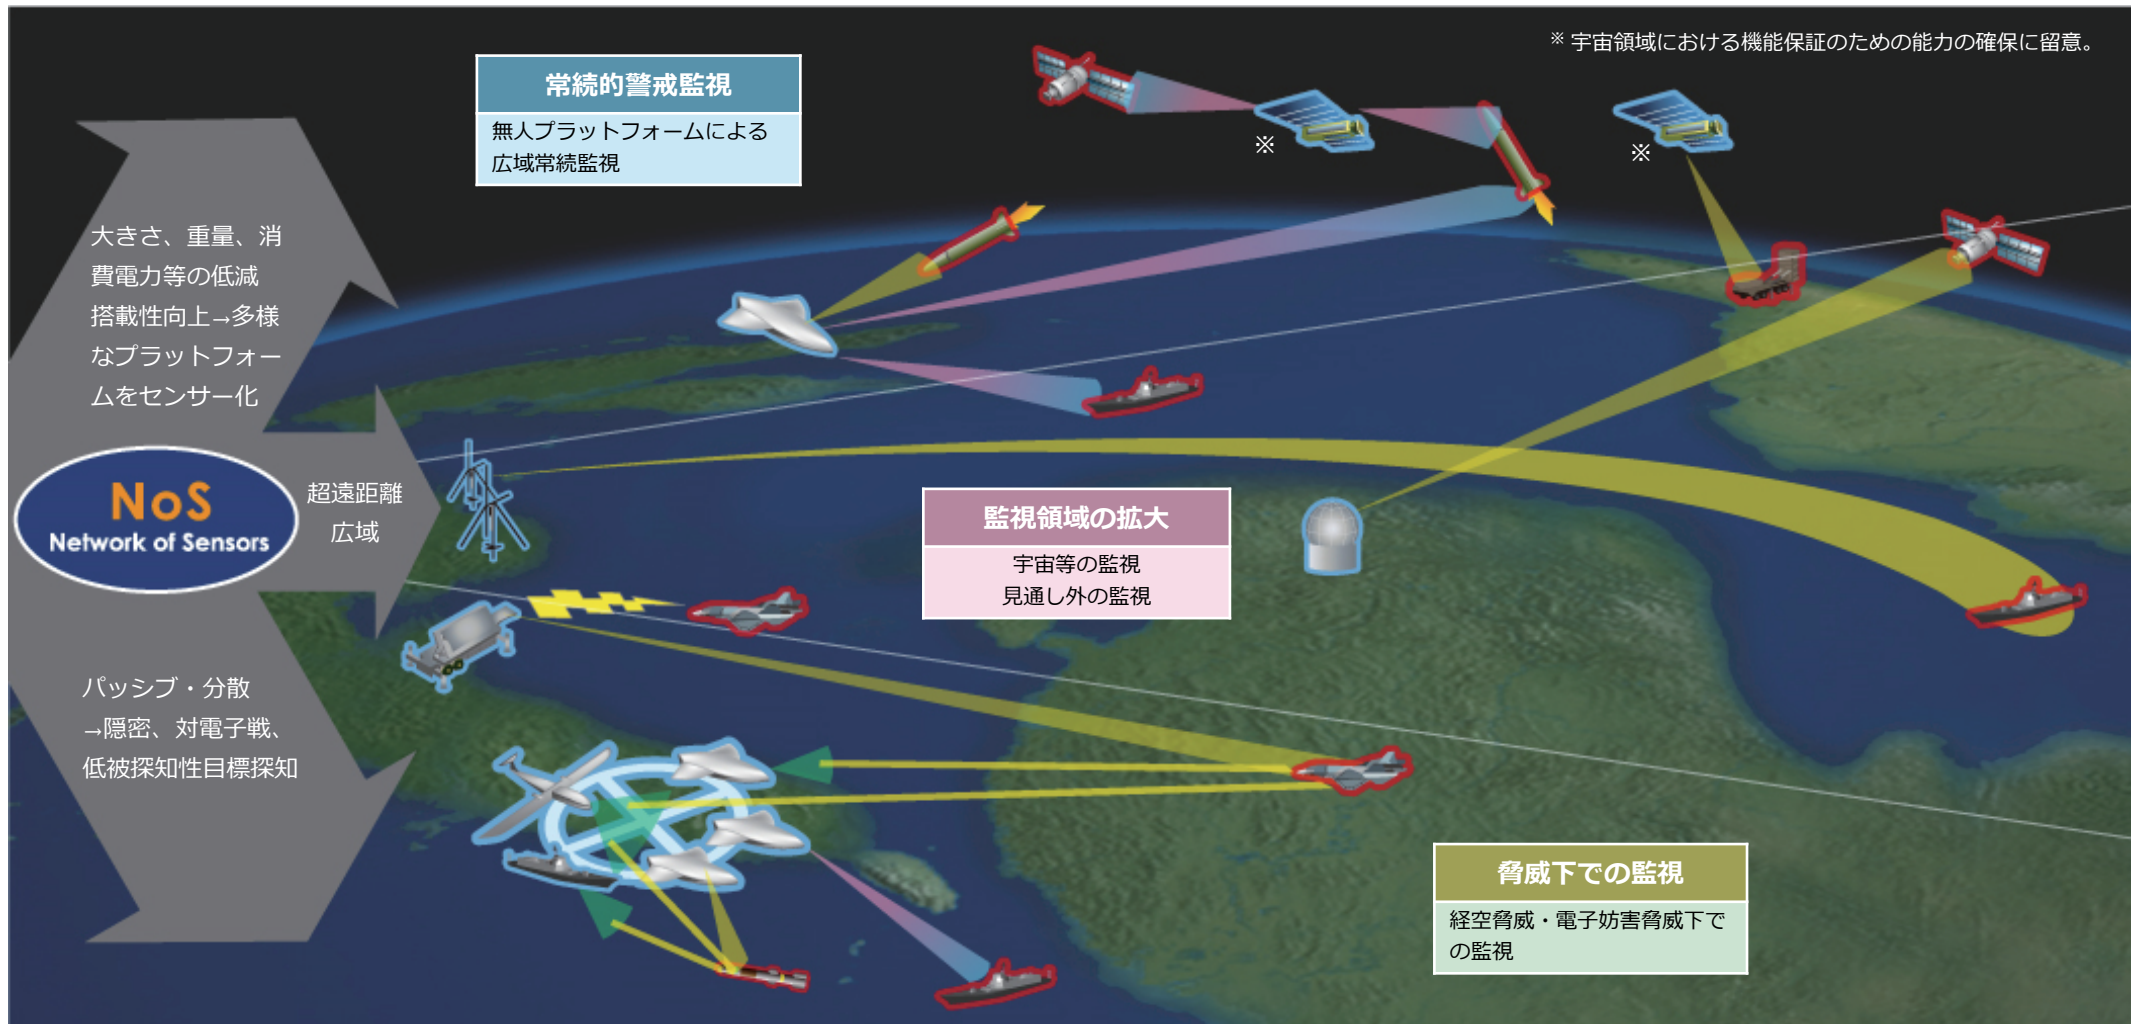 ※ 宇宙領域における機能保証のための能力の確保に留意。
常続的警戒監視
無人プラットフォームによる
広域常続監視
※
※
大きさ、重量、消
費電力等の低減
搭載性向上→多様
なプラットフォー
ムをセンサー化
NoS
Network of Sensors
超遠距離
広域
監視領域の拡大
宇宙等の監視
見通し外の監視
パッシブ・分散
→隠密、対電子戦、
低被探知性目標探知
脅威下での監視
経空脅威・電子妨害脅威下で
の監視